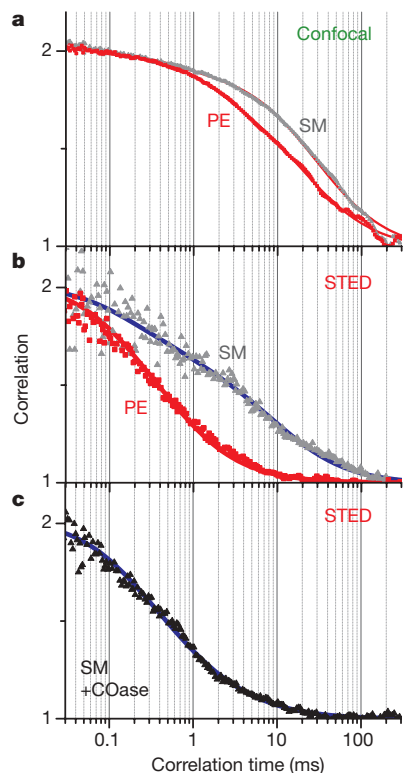 a
2
Confocal
SM
PE
1
b
2
STED
SM
PE
Correlation
1
c
2
STED
SM
+COase
1
0.1 1 10 100
Correlation time (ms)